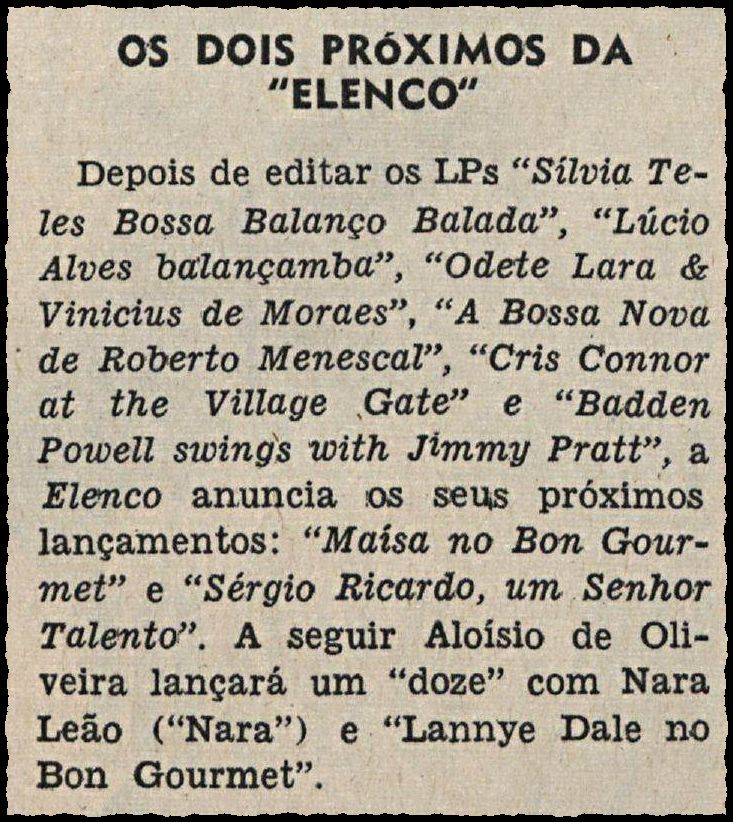 OS DOIS PRÓXIMOS DA
"ELENCO"
Depois de editar os LPs "Sílvia Te-
les Bossa Balanço Balada", "Lúcio
Alves balançamba", "Odete Lara &
Vinicius de Moraes", "A Bossa Nova
de Roberto Menescal", "Cris Connor
at the Village Gate" e "Badden
Powell swings with Jimmy Pratt", a
Elenco anuncia os seus próximos
lançamentos: "Maísa no Bon Gour-
met" e "Sérgio Ricardo, um Senhor
Talento". A seguir Aloísio de Oli-
veira lançará um "doze" com Nara
Leão ("Nara") e "Lannye Dale no
Bon Gourmet".